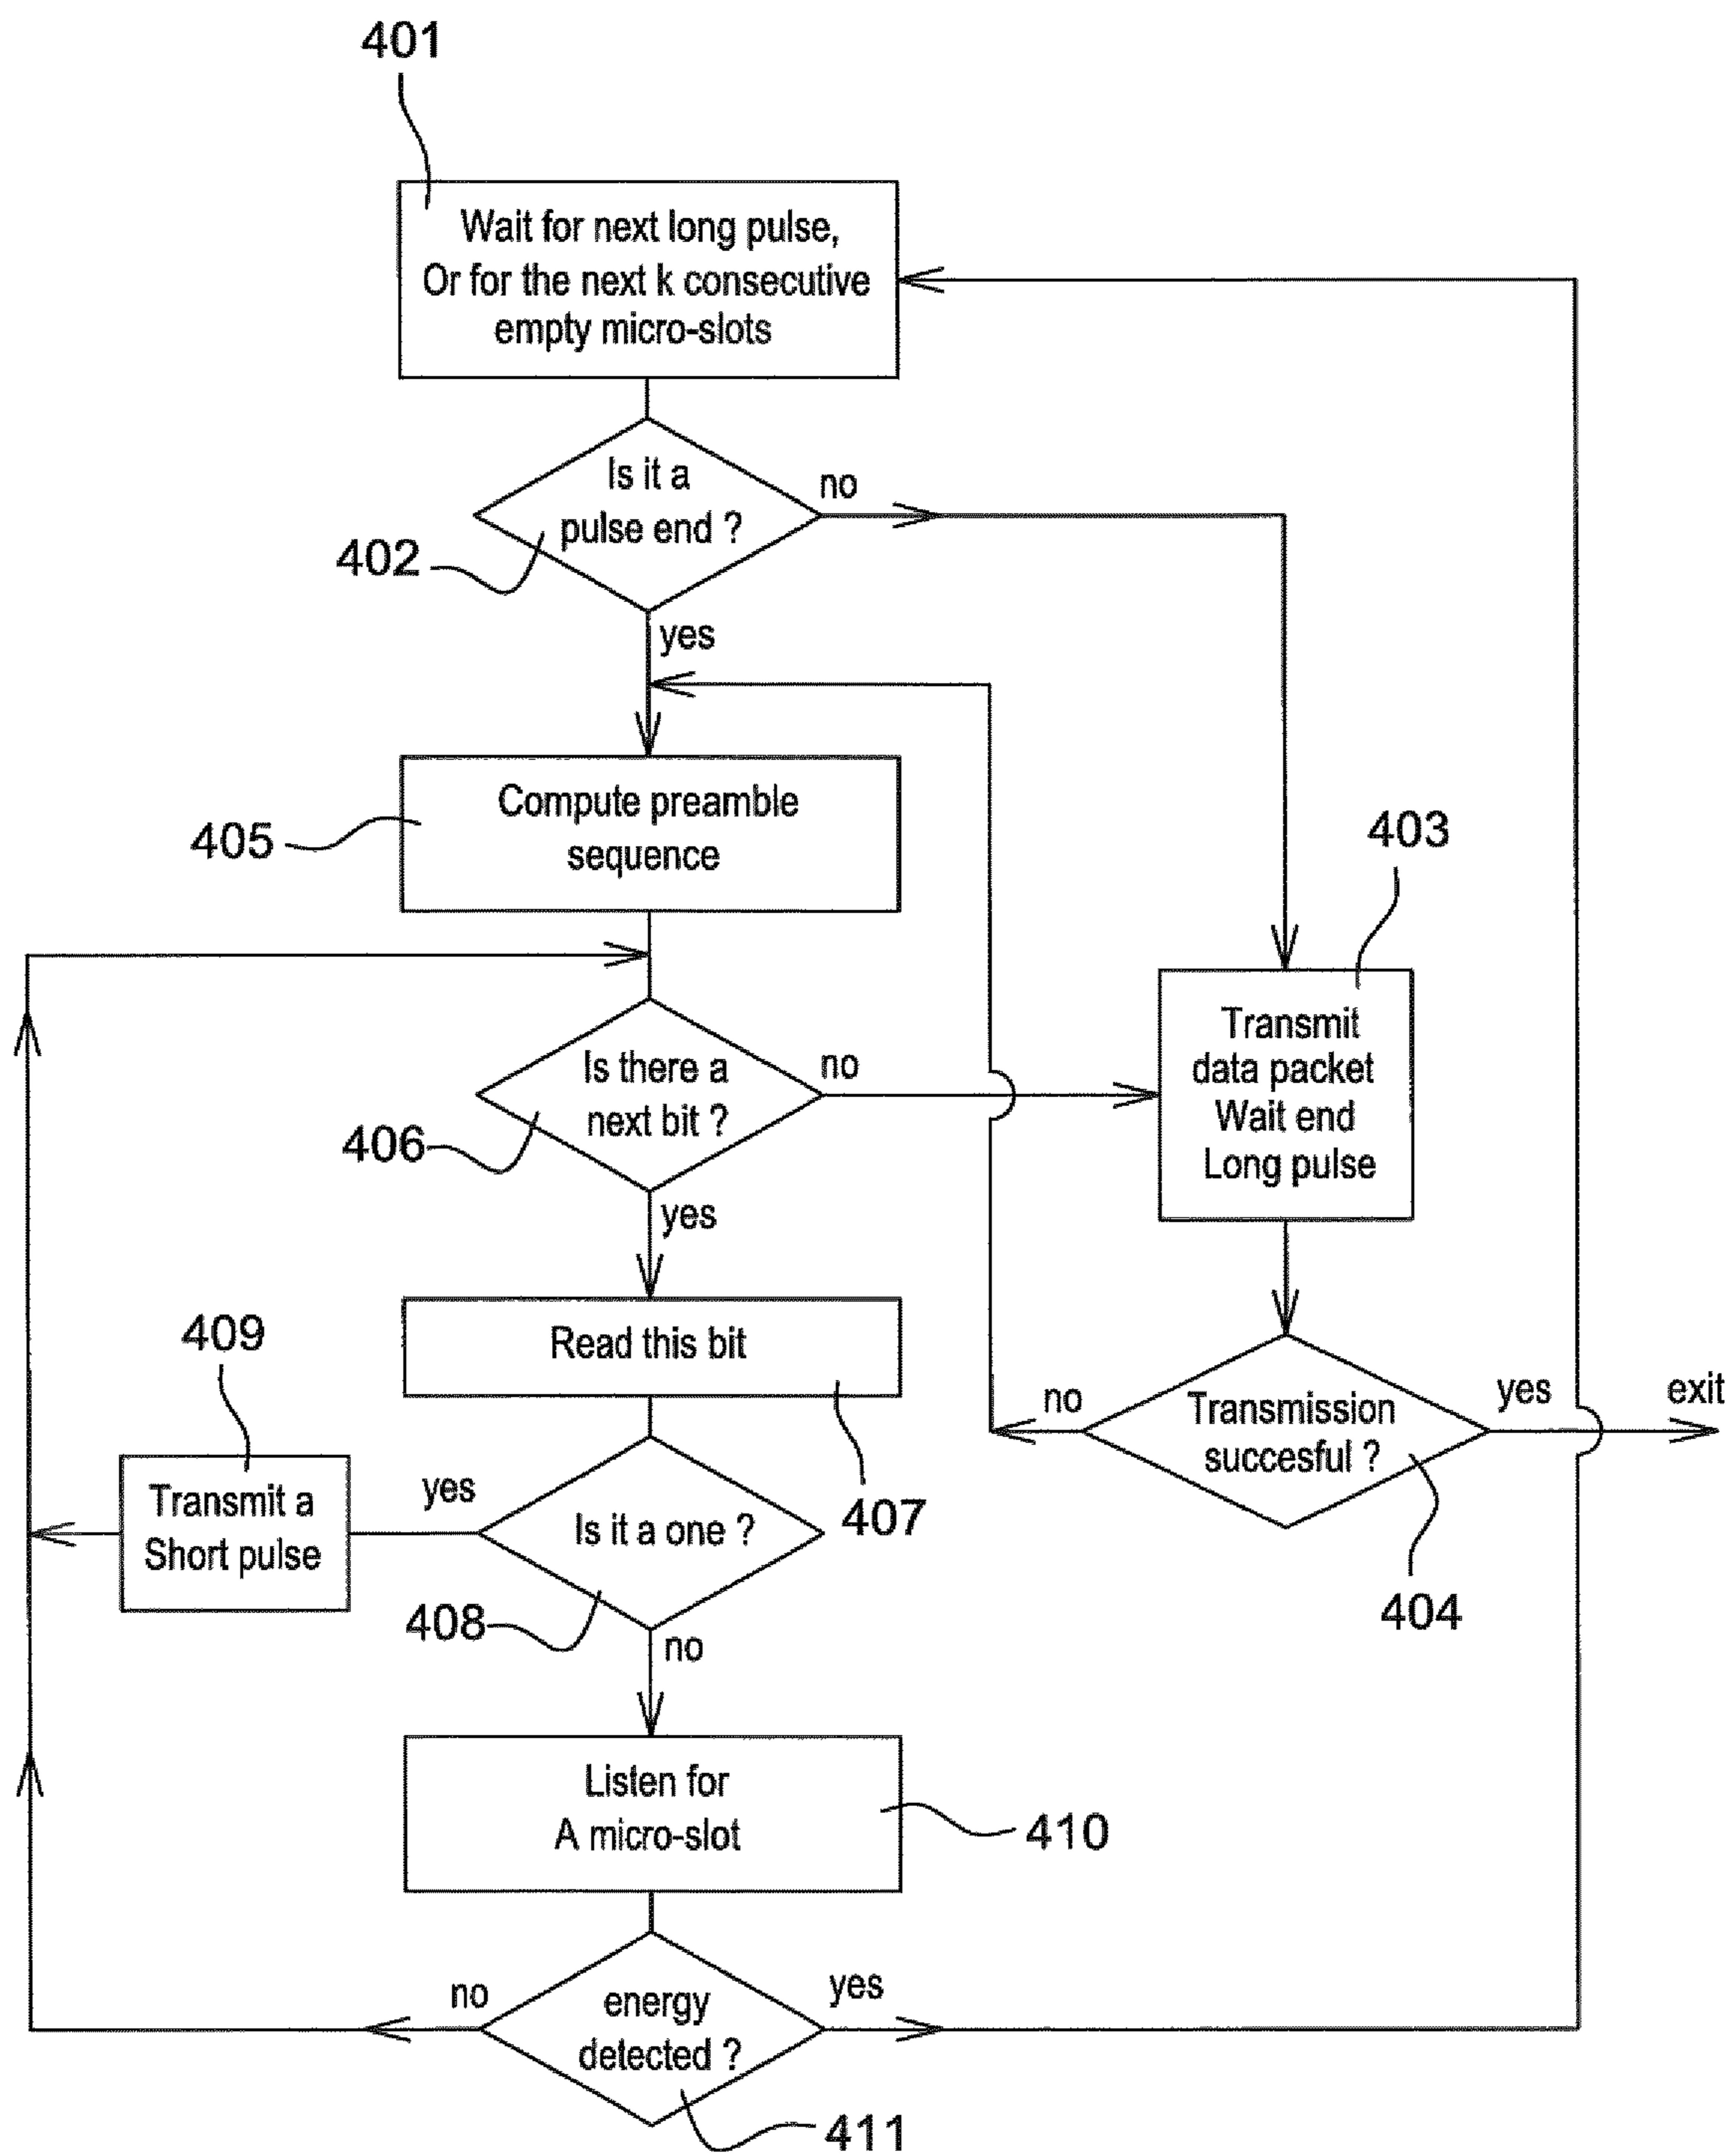 401
Wait for next long pulse,
Or for the next k consecutive
empty micro-slots
Is it a
pulse end ?
no
402
yes
Compute preamble
sequence
405
403
Transmit
data packet
Wait end
Long pulse
Is there a
next bit ?
no
406
yes
Read this bit
407
409
Transmit a
Short pulse
yes
Is it a one ?
408
no
no
Transmission
succesful ?
yes
exit
404
Listen for
A micro-slot
410
no
energy
detected ?
yes
411